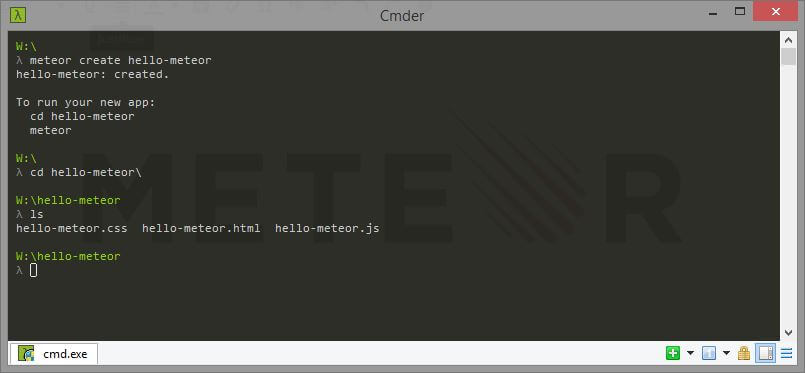 Cmder
W:\
λ meteor create hello-meteor
hello-meteor: created.
To run your new app:
cd hello-meteor
meteor
W:\
λ cd hello-meteor\
W:\hello-meteor
λ ls
hello-meteor.css  hello-meteor.html  hello-meteor.js
W:\hello-meteor
λ
METEOR
cmd.exe